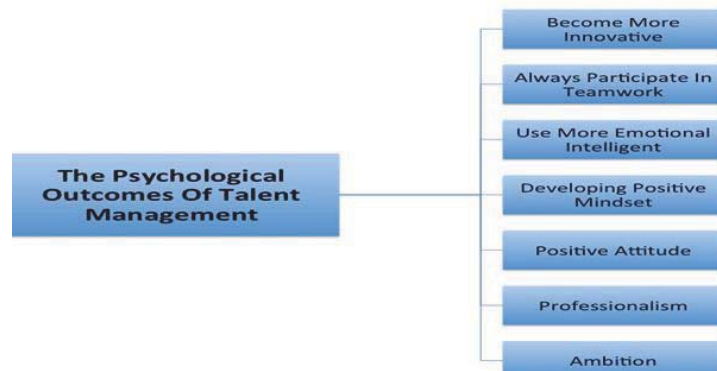 The Psychological
Outcomes Of Talent
Management
Become More
Innovative
Always Participate In
Teamwork
Use More Emotional
Intelligent
Developing Positive
Mindset
Positive Attitude
Professionalism
Ambition